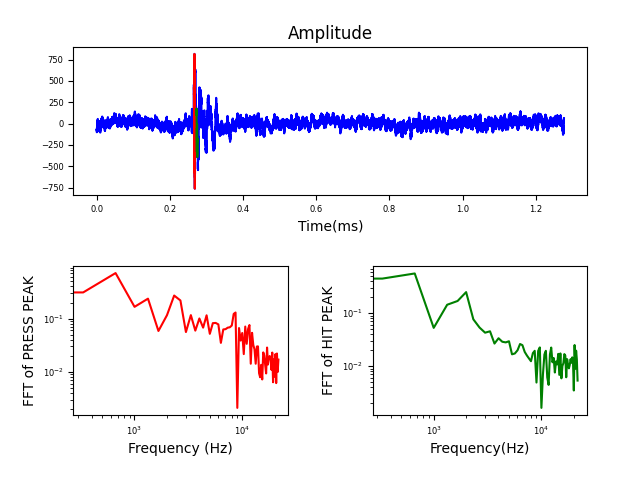 Amplitude
750
500
250
0
−250
−500
−750
0.0 0.2 0.4 0.6 0.8 1.0 1.2
Time(ms)
FFT of PRESS PEAK
10⁻¹
10⁻²
10³ 10⁴
Frequency (Hz)
FFT of HIT PEAK
10⁻¹
10⁻²
10³ 10⁴
Frequency(Hz)